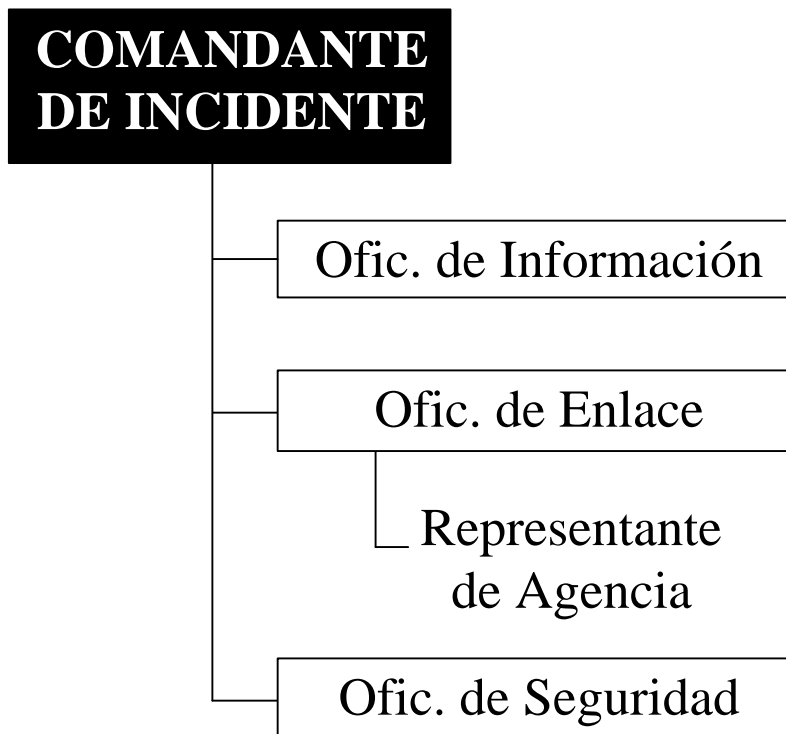 COMANDANTE
DE INCIDENTE
Ofic. de Información
Ofic. de Enlace
Representante
de Agencia
Ofic. de Seguridad